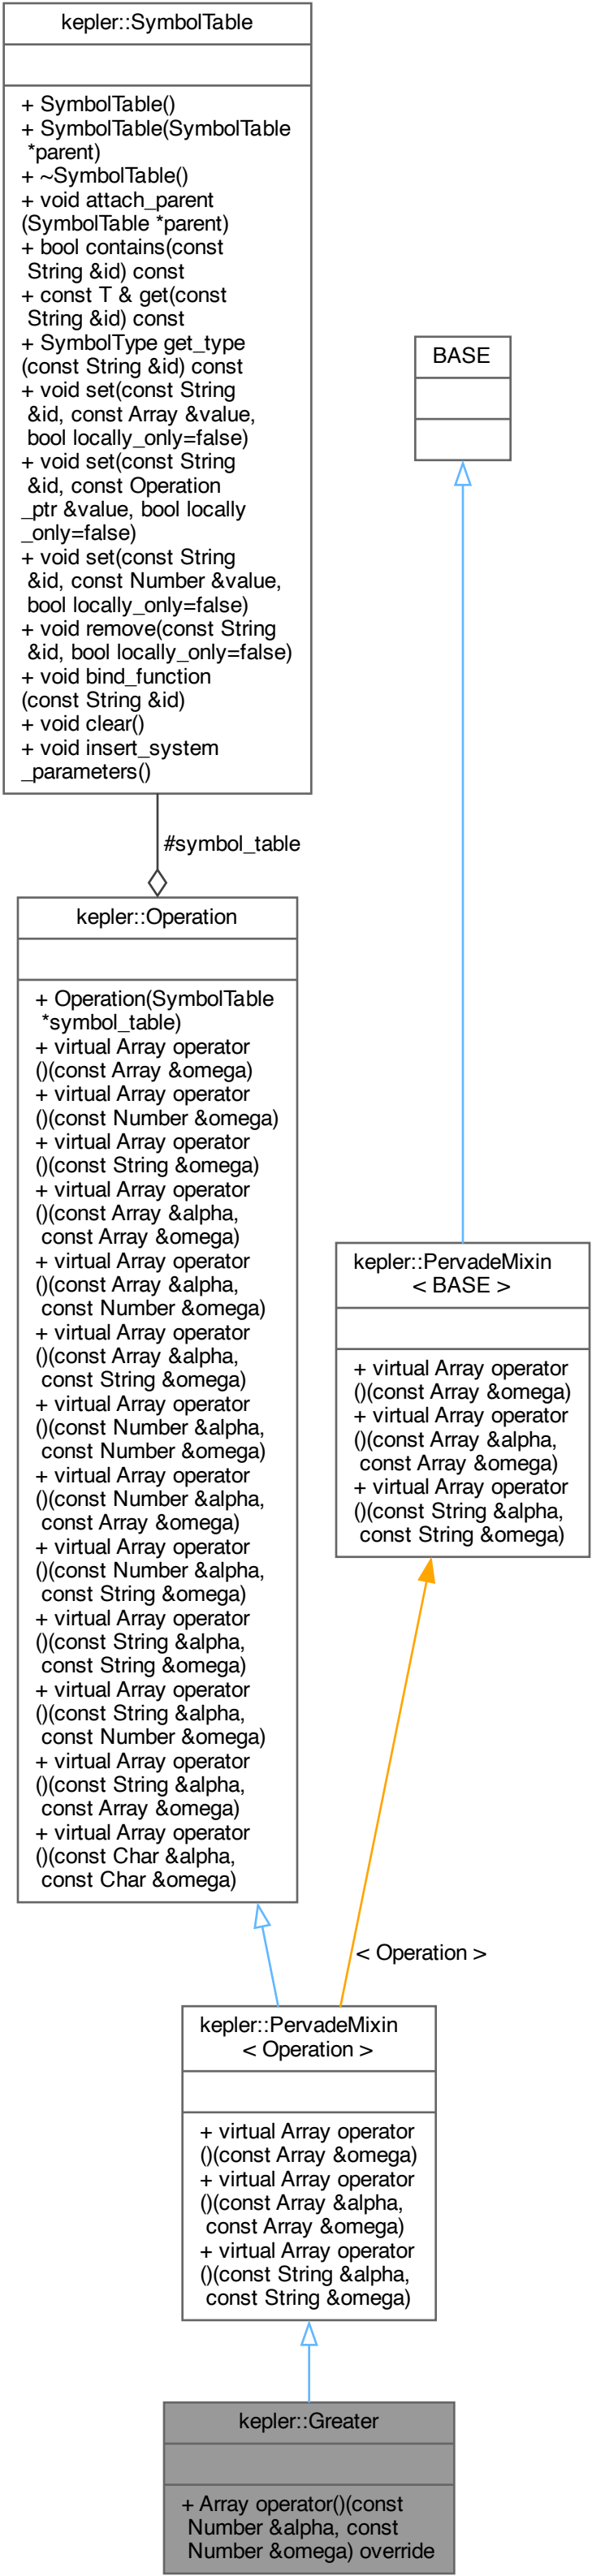 kepler::SymbolTable
+ SymbolTable()
+ SymbolTable(SymbolTable
*parent)
+ ~SymbolTable()
+ void attach_parent
(SymbolTable *parent)
+ bool contains(const
String &id) const
+ const T & get(const
String &id) const
+ SymbolType get_type
(const String &id) const
+ void set(const String
&id, const Array &value,
bool locally_only=false)
+ void set(const String
&id, const Operation
_ptr &value, bool locally
_only=false)
+ void set(const String
&id, const Number &value,
bool locally_only=false)
+ void remove(const String
&id, bool locally_only=false)
+ void bind_function
(const String &id)
+ void clear()
+ void insert_system
_parameters()
BASE
#symbol_table
kepler::Operation
+ Operation(SymbolTable
*symbol_table)
+ virtual Array operator
()(const Array &omega)
+ virtual Array operator
()(const Number &omega)
+ virtual Array operator
()(const String &omega)
+ virtual Array operator
()(const Array &alpha,
const Array &omega)
+ virtual Array operator
()(const Array &alpha,
const Number &omega)
+ virtual Array operator
()(const Array &alpha,
const String &omega)
+ virtual Array operator
()(const Number &alpha,
const Number &omega)
+ virtual Array operator
()(const Number &alpha,
const Array &omega)
+ virtual Array operator
()(const Number &alpha,
const String &omega)
+ virtual Array operator
()(const String &alpha,
const String &omega)
+ virtual Array operator
()(const String &alpha,
const Number &omega)
+ virtual Array operator
()(const String &alpha,
const Array &omega)
+ virtual Array operator
()(const Char &alpha,
const Char &omega)
kepler::PervadeMixin
< BASE >
+ virtual Array operator
()(const Array &omega)
+ virtual Array operator
()(const Array &alpha,
const Array &omega)
+ virtual Array operator
()(const String &alpha,
const String &omega)
< Operation >
kepler::PervadeMixin
< Operation >
+ virtual Array operator
()(const Array &omega)
+ virtual Array operator
()(const Array &alpha,
const Array &omega)
+ virtual Array operator
()(const String &alpha,
const String &omega)
kepler::Greater
+ Array operator()(const
Number &alpha, const
Number &omega) override